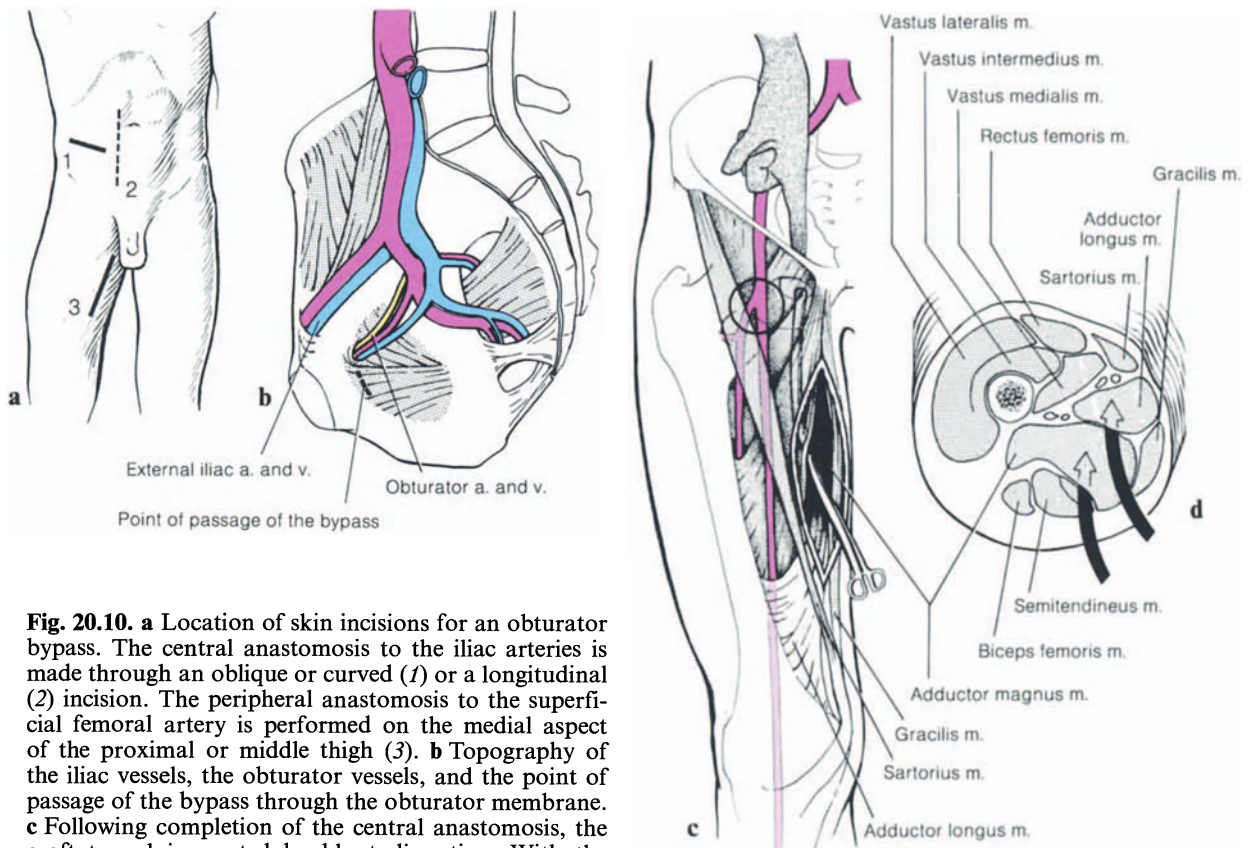 1
2
3
a
b
External iliac a. and v.
Obturator a. and v.
Point of passage of the bypass
Vastus lateralis m.
Vastus intermedius m.
Vastus medialis m.
Rectus femoris m.
Gracilis m.
Adductor
longus m.
Sartorius m.
d
Semitendineus m.
Biceps femoris m.
Adductor magnus m.
Gracilis m.
Sartorius m.
c
Adductor longus m.
Fig. 20.10. a Location of skin incisions for an obturator
bypass. The central anastomosis to the iliac arteries is
made through an oblique or curved (1) or a longitudinal
(2) incision. The peripheral anastomosis to the superfi-
cial femoral artery is performed on the medial aspect
of the proximal or middle thigh (3). b Topography of
the iliac vessels, the obturator vessels, and the point of
passage of the bypass through the obturator membrane.
c Following completion of the central anastomosis, the